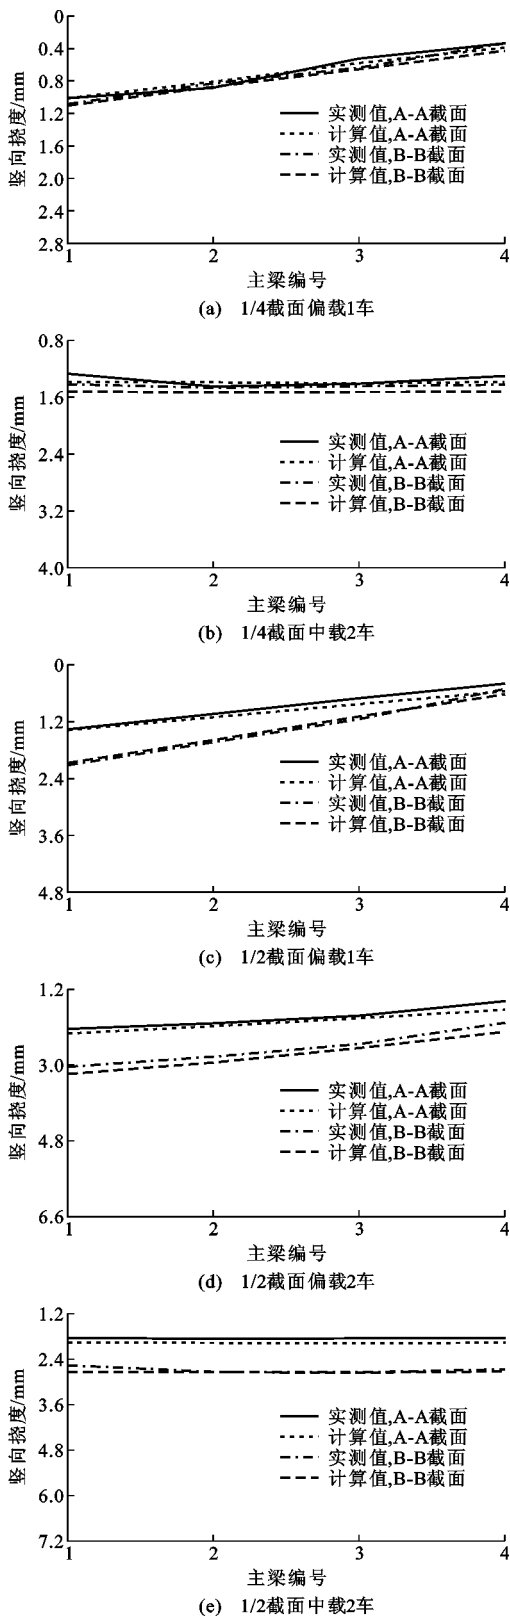 0
0.4
0.8
1.2
1.6
2.0
2.4
2.8
竖向挠度/mm
实测值,A-A截面
计算值,A-A截面
实测值,B-B截面
计算值,B-B截面
1 2 3 4
主梁编号
(a) 1/4截面偏载1车
0.8
1.6
2.4
3.2
4.0
竖向挠度/mm
实测值,A-A截面
计算值,A-A截面
实测值,B-B截面
计算值,B-B截面
1 2 3 4
主梁编号
(b) 1/4截面中载2车
0
1.2
2.4
3.6
4.8
竖向挠度/mm
实测值,A-A截面
计算值,A-A截面
实测值,B-B截面
计算值,B-B截面
1 2 3 4
主梁编号
(c) 1/2截面偏载1车
1.2
3.0
4.8
6.6
竖向挠度/mm
实测值,A-A截面
计算值,A-A截面
实测值,B-B截面
计算值,B-B截面
1 2 3 4
主梁编号
(d) 1/2截面偏载2车
1.2
2.4
3.6
4.8
6.0
7.2
竖向挠度/mm
实测值,A-A截面
计算值,A-A截面
实测值,B-B截面
计算值,B-B截面
1 2 3 4
主梁编号
(e) 1/2截面中载2车